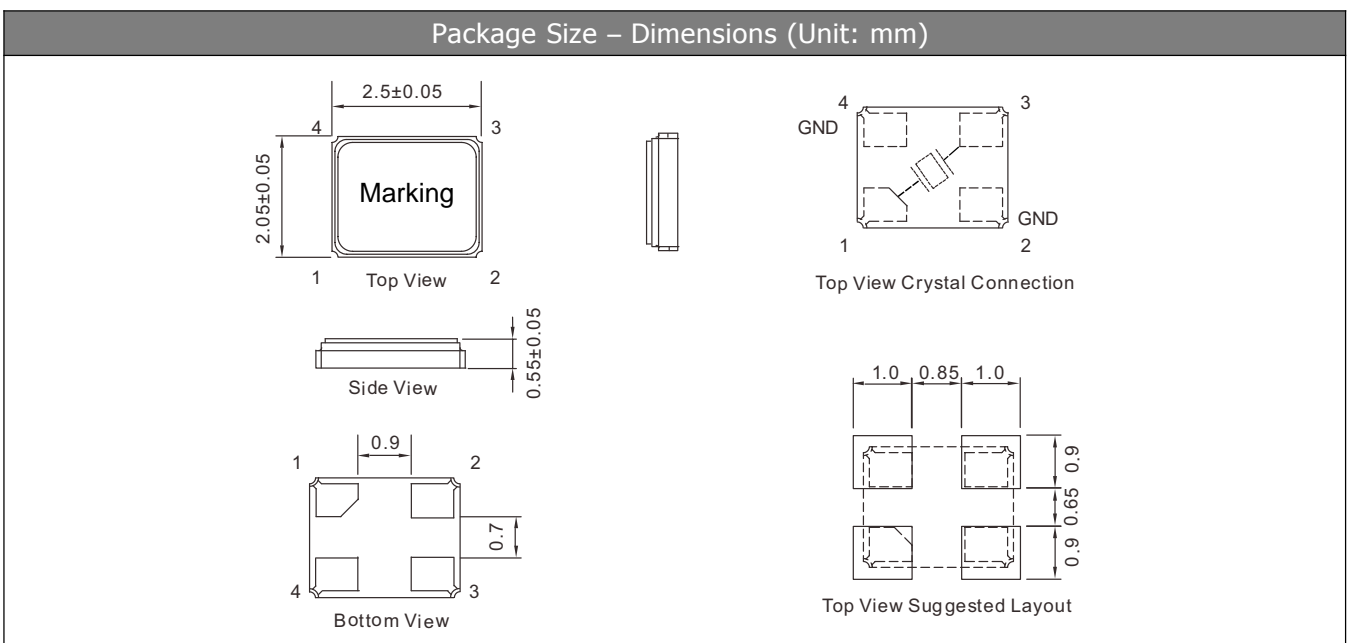 Package Size – Dimensions (Unit: mm)
2.5±0.05
4
3
2.05±0.05
Marking
1
2
Top View
4
3
GND
GND
1
2
Top View Crystal Connection
0.55±0.05
Side View
0.9
1
2
0.7
4
3
Bottom View
1.0 0.85 1.0
0.9
0.65
0.9
Top View Suggested Layout